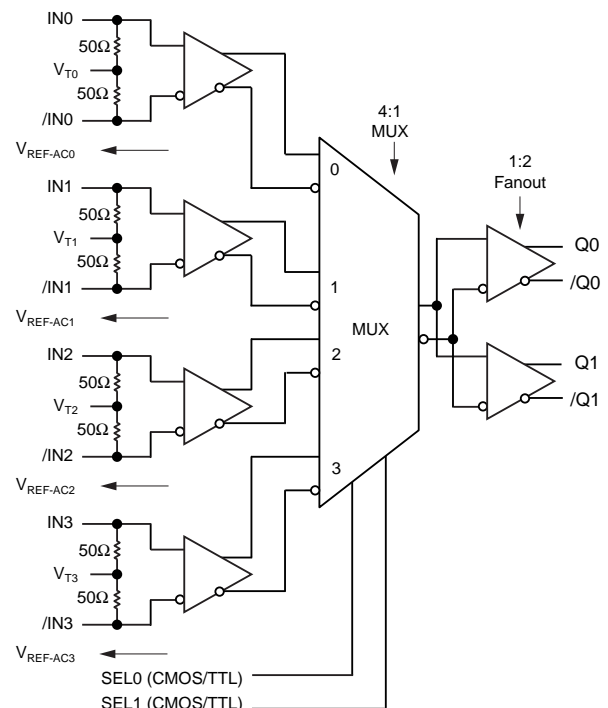 IN0
50Ω
V_T0
50Ω
/IN0
V_REF-AC0
IN1
50Ω
V_T1
50Ω
/IN1
V_REF-AC1
IN2
50Ω
V_T2
50Ω
/IN2
V_REF-AC2
IN3
50Ω
V_T3
50Ω
/IN3
V_REF-AC3
SEL0 (CMOS/TTL)
SEL1 (CMOS/TTL)
4:1
MUX
0
1
2
3
MUX
1:2
Fanout
Q0
/Q0
Q1
/Q1